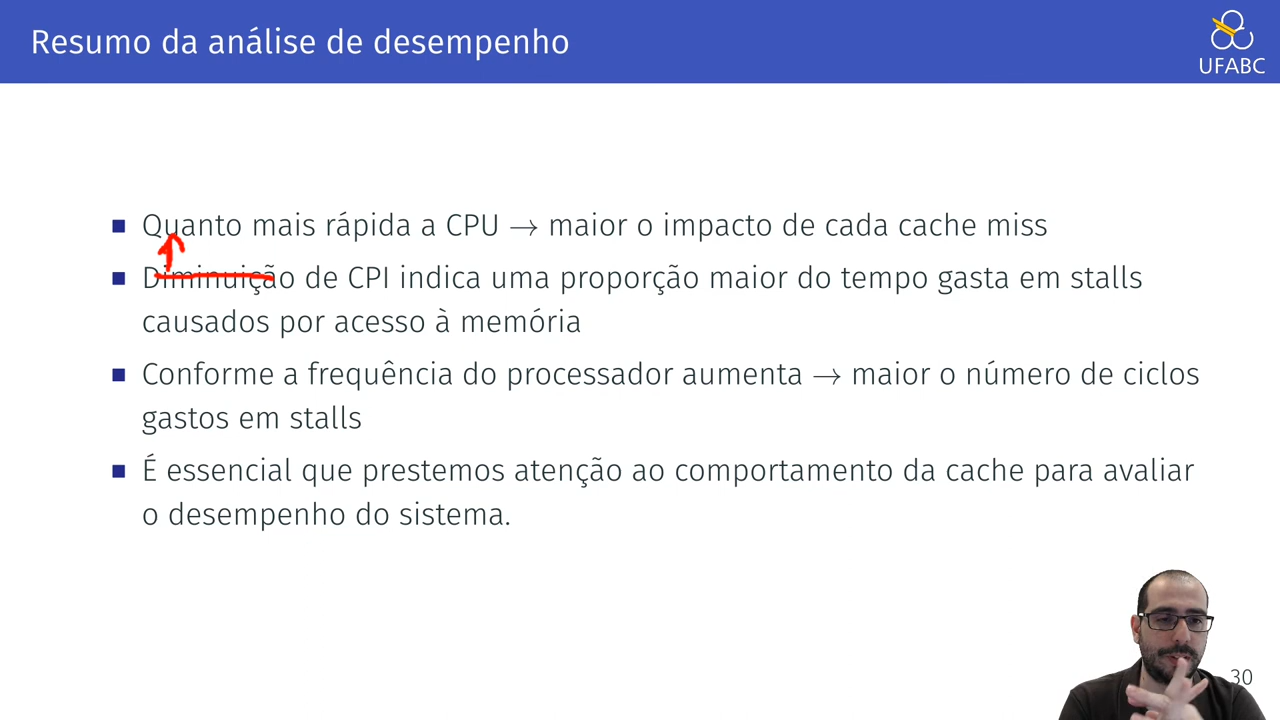 Resumo da análise de desempenho
UFABC
Quanto mais rápida a CPU → maior o impacto de cada cache miss
Diminuição de CPI indica uma proporção maior do tempo gasta em stalls
causados por acesso à memória
Conforme a frequência do processador aumenta → maior o número de ciclos
gastos em stalls
É essencial que prestemos atenção ao comportamento da cache para avaliar
o desempenho do sistema.
30